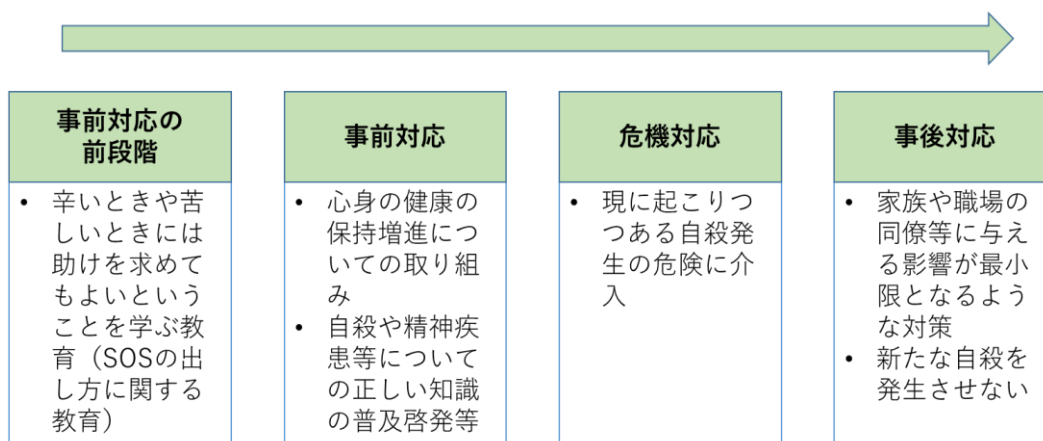 事前対応の
前段階
• 辛いときや苦
しいときには
助けを求めて
もよいという
ことを学ぶ教
育（SOSの出
し方に関する
教育）
事前対応
• 心身の健康の
保持増進につ
いての取り組
み
• 自殺や精神疾
患等について
の正しい知識
の普及啓発等
危機対応
• 現に起こりつ
つある自殺発
生の危険に介
入
事後対応
• 家族や職場の
同僚等に与え
る影響が最小
限となるよう
な対策
• 新たな自殺を
発生させない